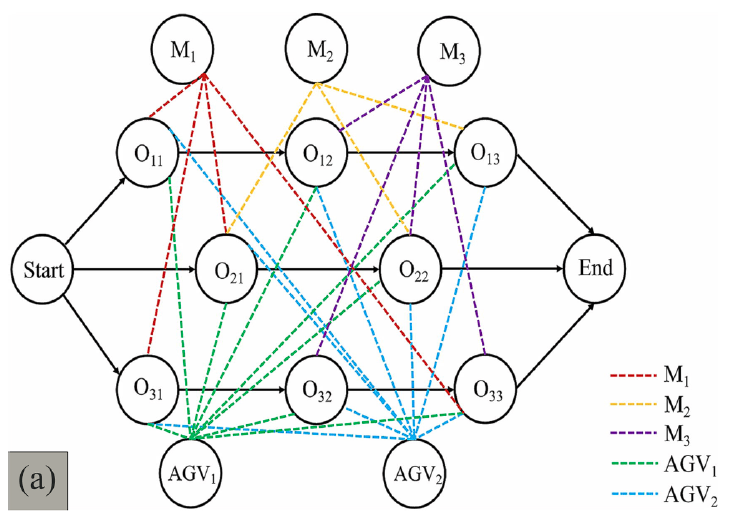 M₁ M₂ M₃
O₁₁ O₁₂ O₁₃
Start O₂₁ O₂₂ End
O₃₁ O₃₂ O₃₃
AGV₁ AGV₂
(a)
M₁
M₂
M₃
AGV₁
AGV₂